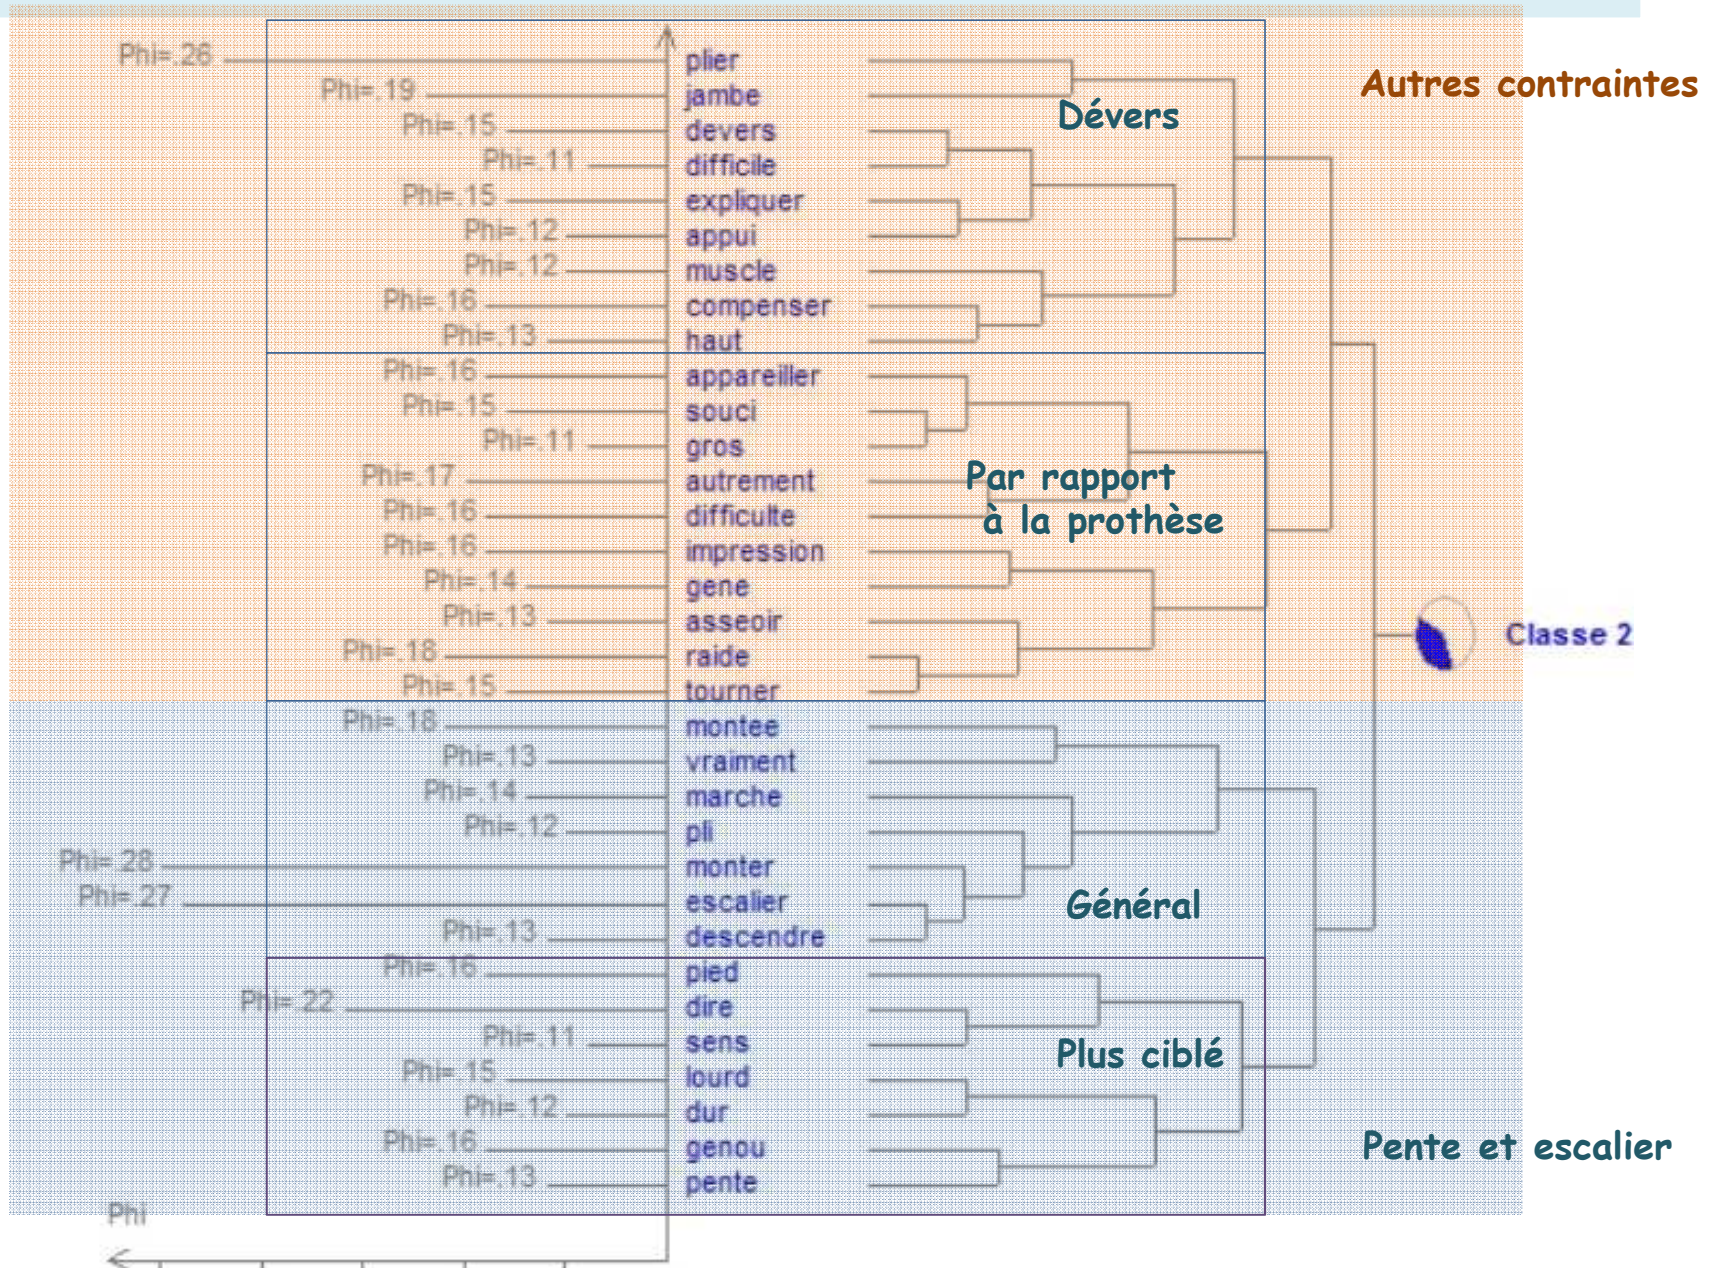 Autres contraintes
Phi=.26 plier
Phi=.19 jambe
Dévers
Phi=.15 devers
Phi=.11 difficile
Phi=.15 expliquer
Phi=.12 appui
Phi=.12 muscle
Phi=.16 compenser
Phi=.13 haut
Phi=.16 appareiller
Phi=.15 souci
Phi=.11 gros
Par rapport
à la prothèse
Phi=.17 autrement
Phi=.16 difficulte
Phi=.16 impression
Phi=.14 gene
Phi=.13 asseoir
Classe 2
Phi=.18 raide
Phi=.15 tourner
Phi=.18 montee
Phi=.13 vraiment
Phi=.14 marche
Phi=.12 pli
Phi=.28 monter
Phi=.27 escalier
Général
Phi=.13 descendre
Phi=.16 pied
Phi=.22 dire
Phi=.11 sens
Plus ciblé
Phi=.15 lourd
Phi=.12 dur
Phi=.16 genou
Pente et escalier
Phi=.13 pente
Phi